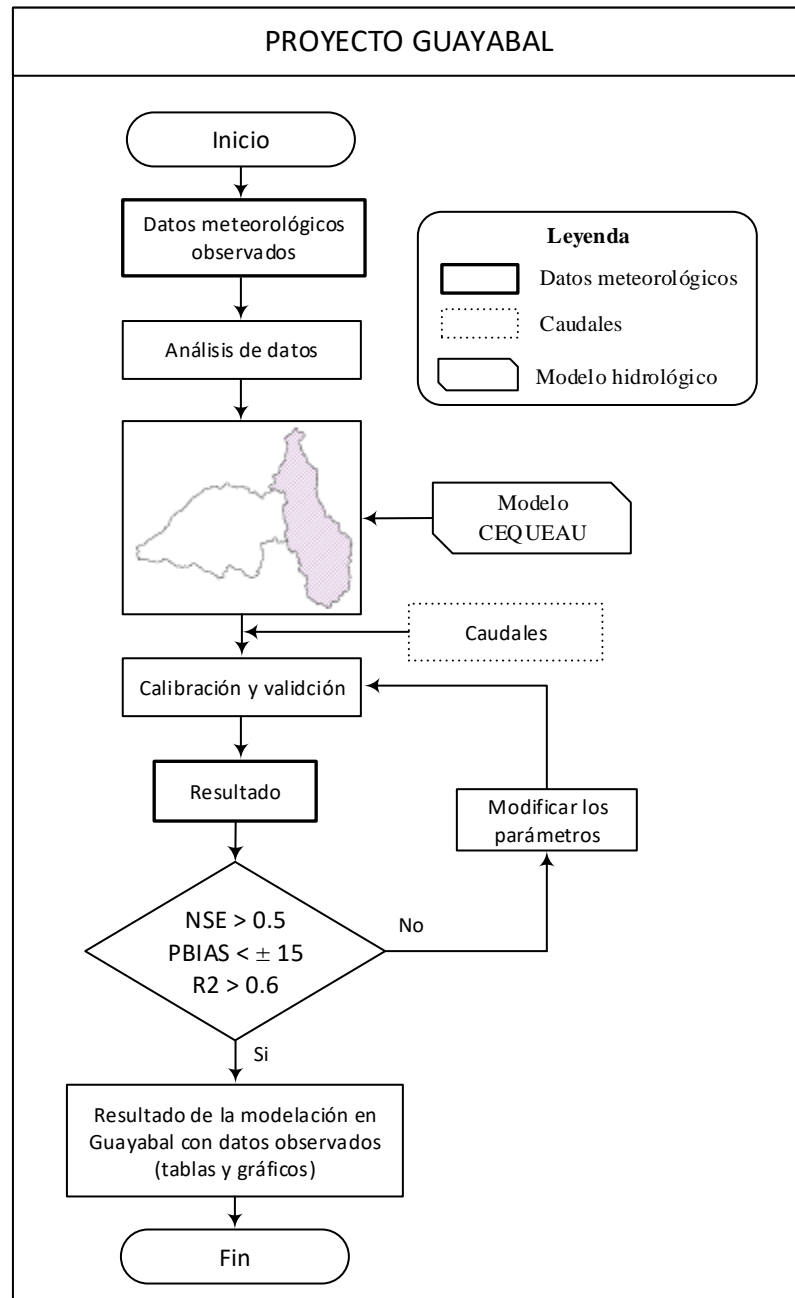 PROYECTO GUAYABAL
Inicio
Datos meteorológicos
observados
Leyenda
Datos meteorológicos
Caudales
Modelo hidrológico
Análisis de datos
Modelo
CEQUEAU
Caudales
Calibración y validción
Resultado
Modificar los
parámetros
NSE > 0.5
PBIAS < ± 15
R2 > 0.6
No
Si
Resultado de la modelación en
Guayabal con datos observados
(tablas y gráficos)
Fin